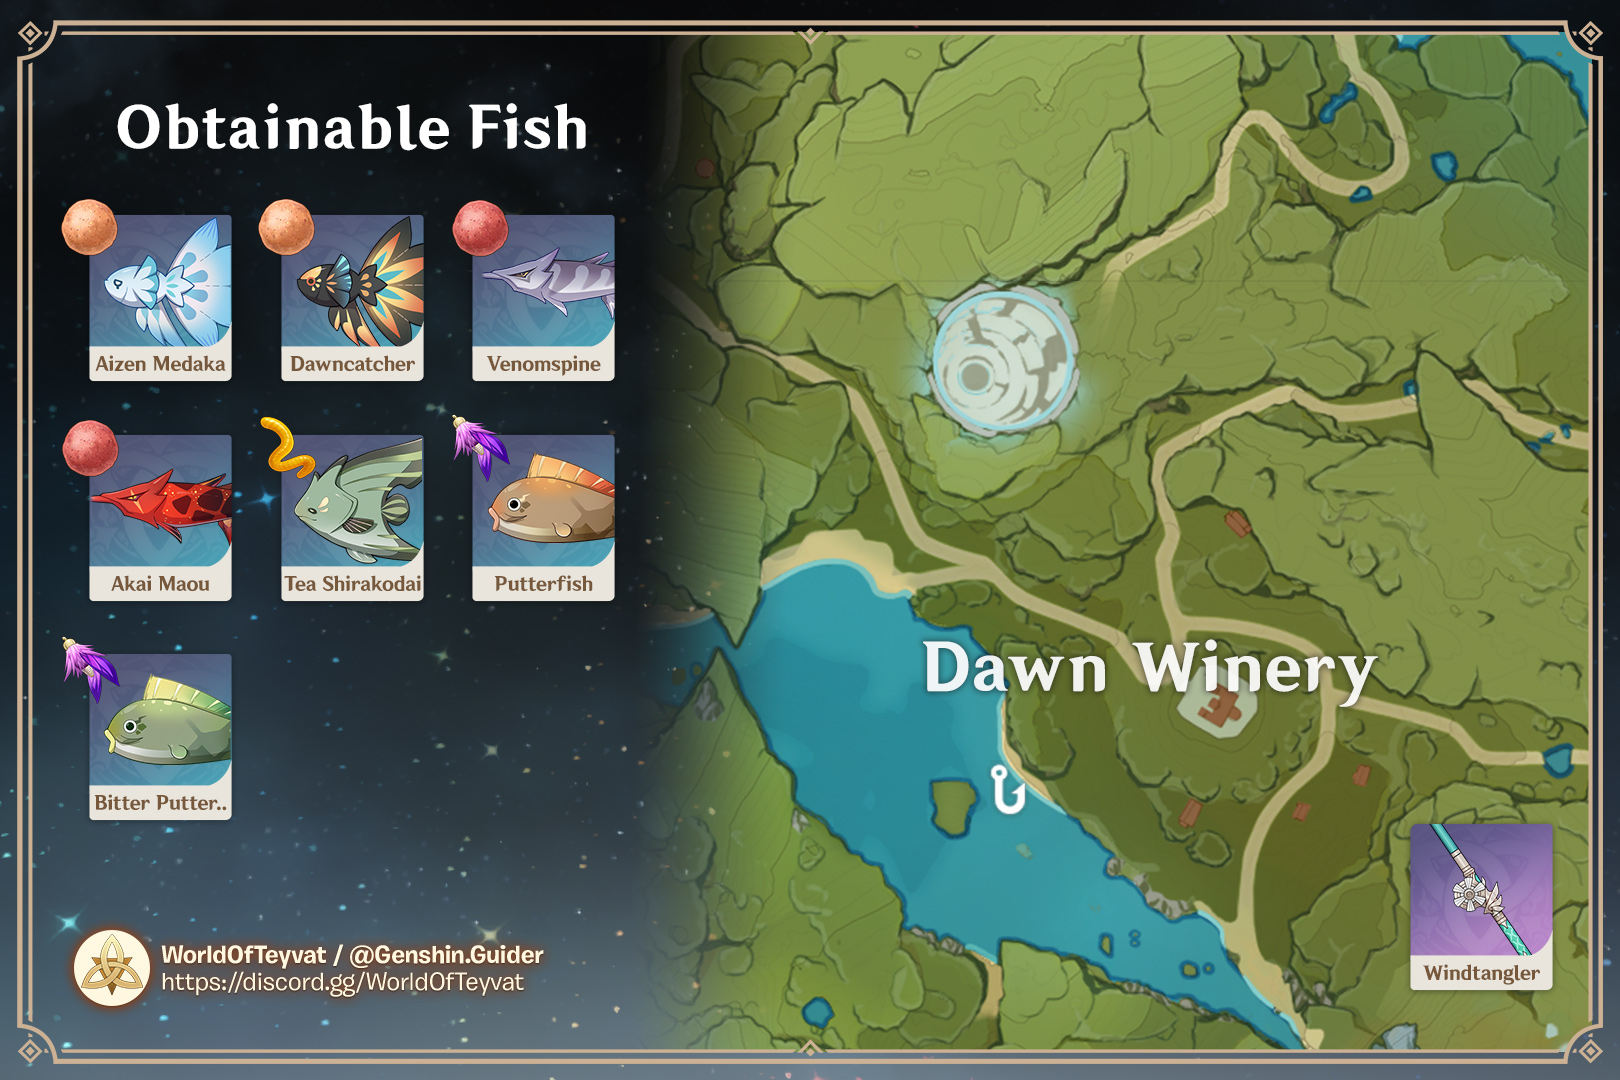 Obtainable Fish
Aizen Medaka
Dawncatcher
Venomspine
Akai Maou
Tea Shirakodai
Putterfish
Bitter Putter..
WorldOfTeyvat / @Genshin.Guider
https://discord.gg/WorldOfTeyvat
Dawn Winery
Windtangler